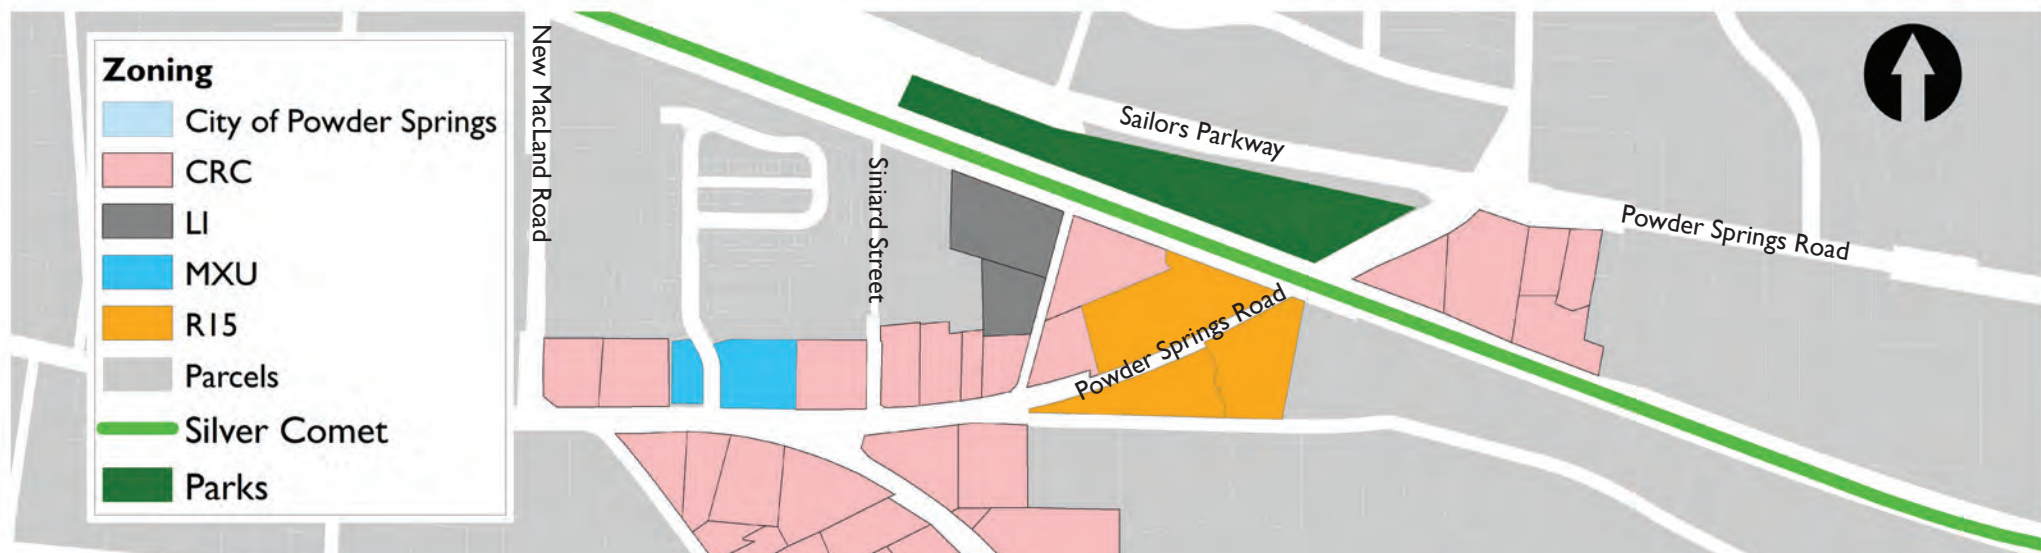 Zoning
City of Powder Springs
CRC
LI
MXU
R15
Parcels
Silver Comet
Parks
New MacLand Road
Siniard Street
Sailors Parkway
Powder Springs Road
Powder Springs Road